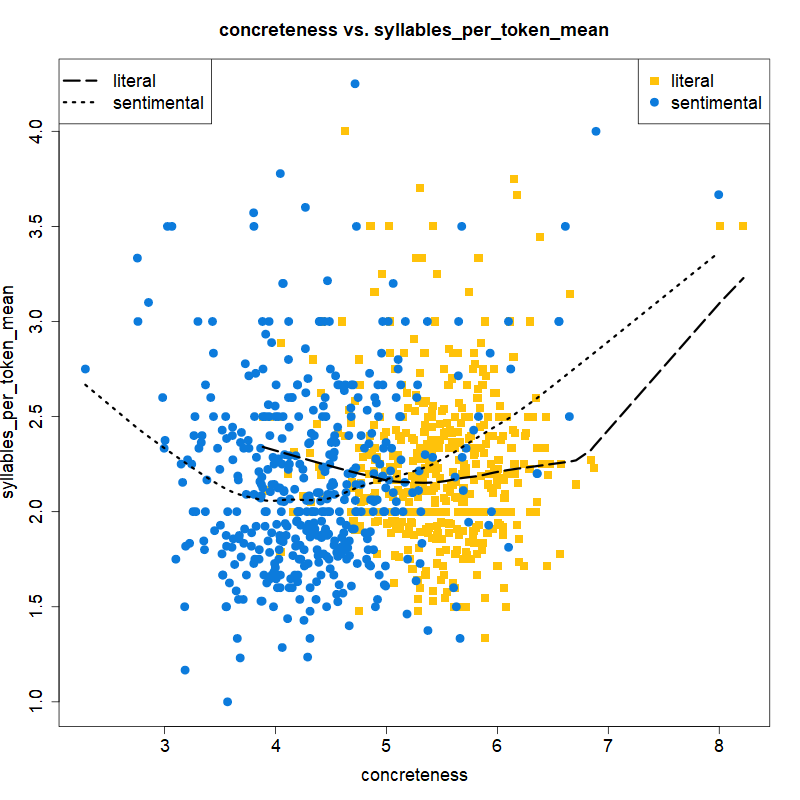 concreteness vs. syllables_per_token_mean
literal
sentimental
literal
sentimental
syllables_per_token_mean
4.0
3.5
3.0
2.5
2.0
1.5
1.0
3 4 5 6 7 8
concreteness